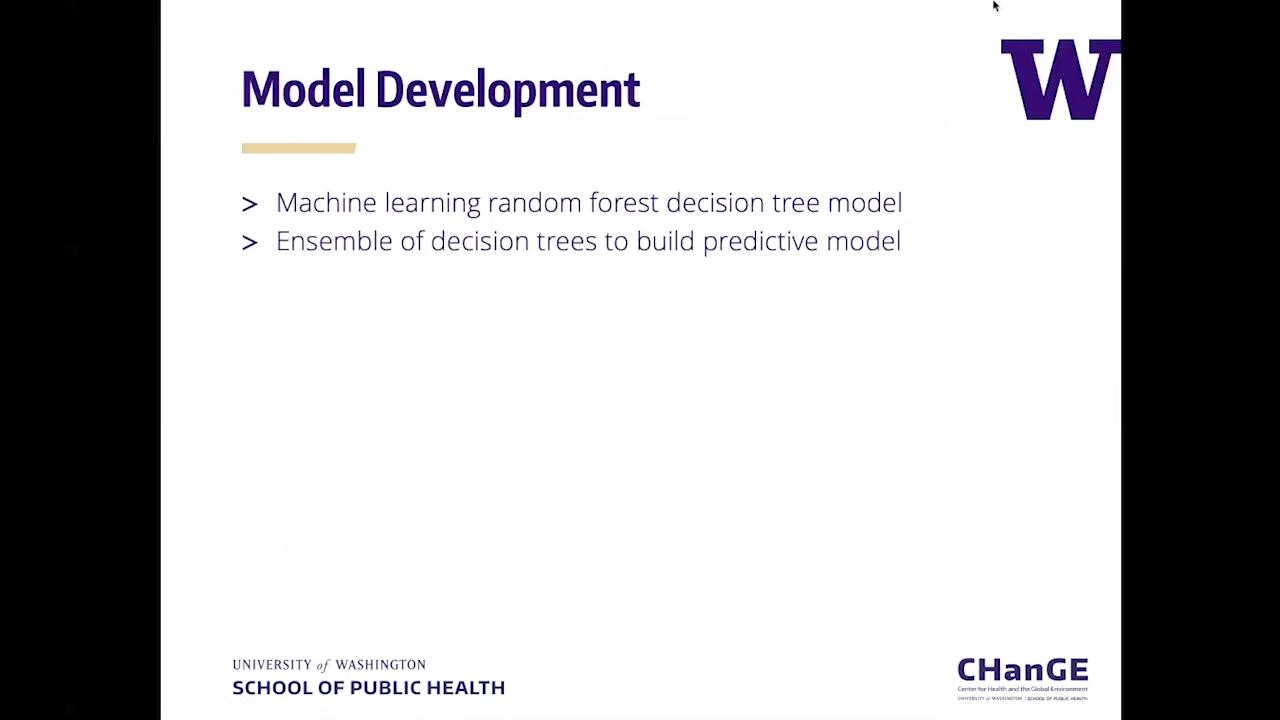 W
Model Development
> Machine learning random forest decision tree model
> Ensemble of decision trees to build predictive model
UNIVERSITY of WASHINGTON
SCHOOL OF PUBLIC HEALTH
CHanGE
Center for Health and the Global Environment
UNIVERSITY of WASHINGTON | SCHOOL OF PUBLIC HEALTH